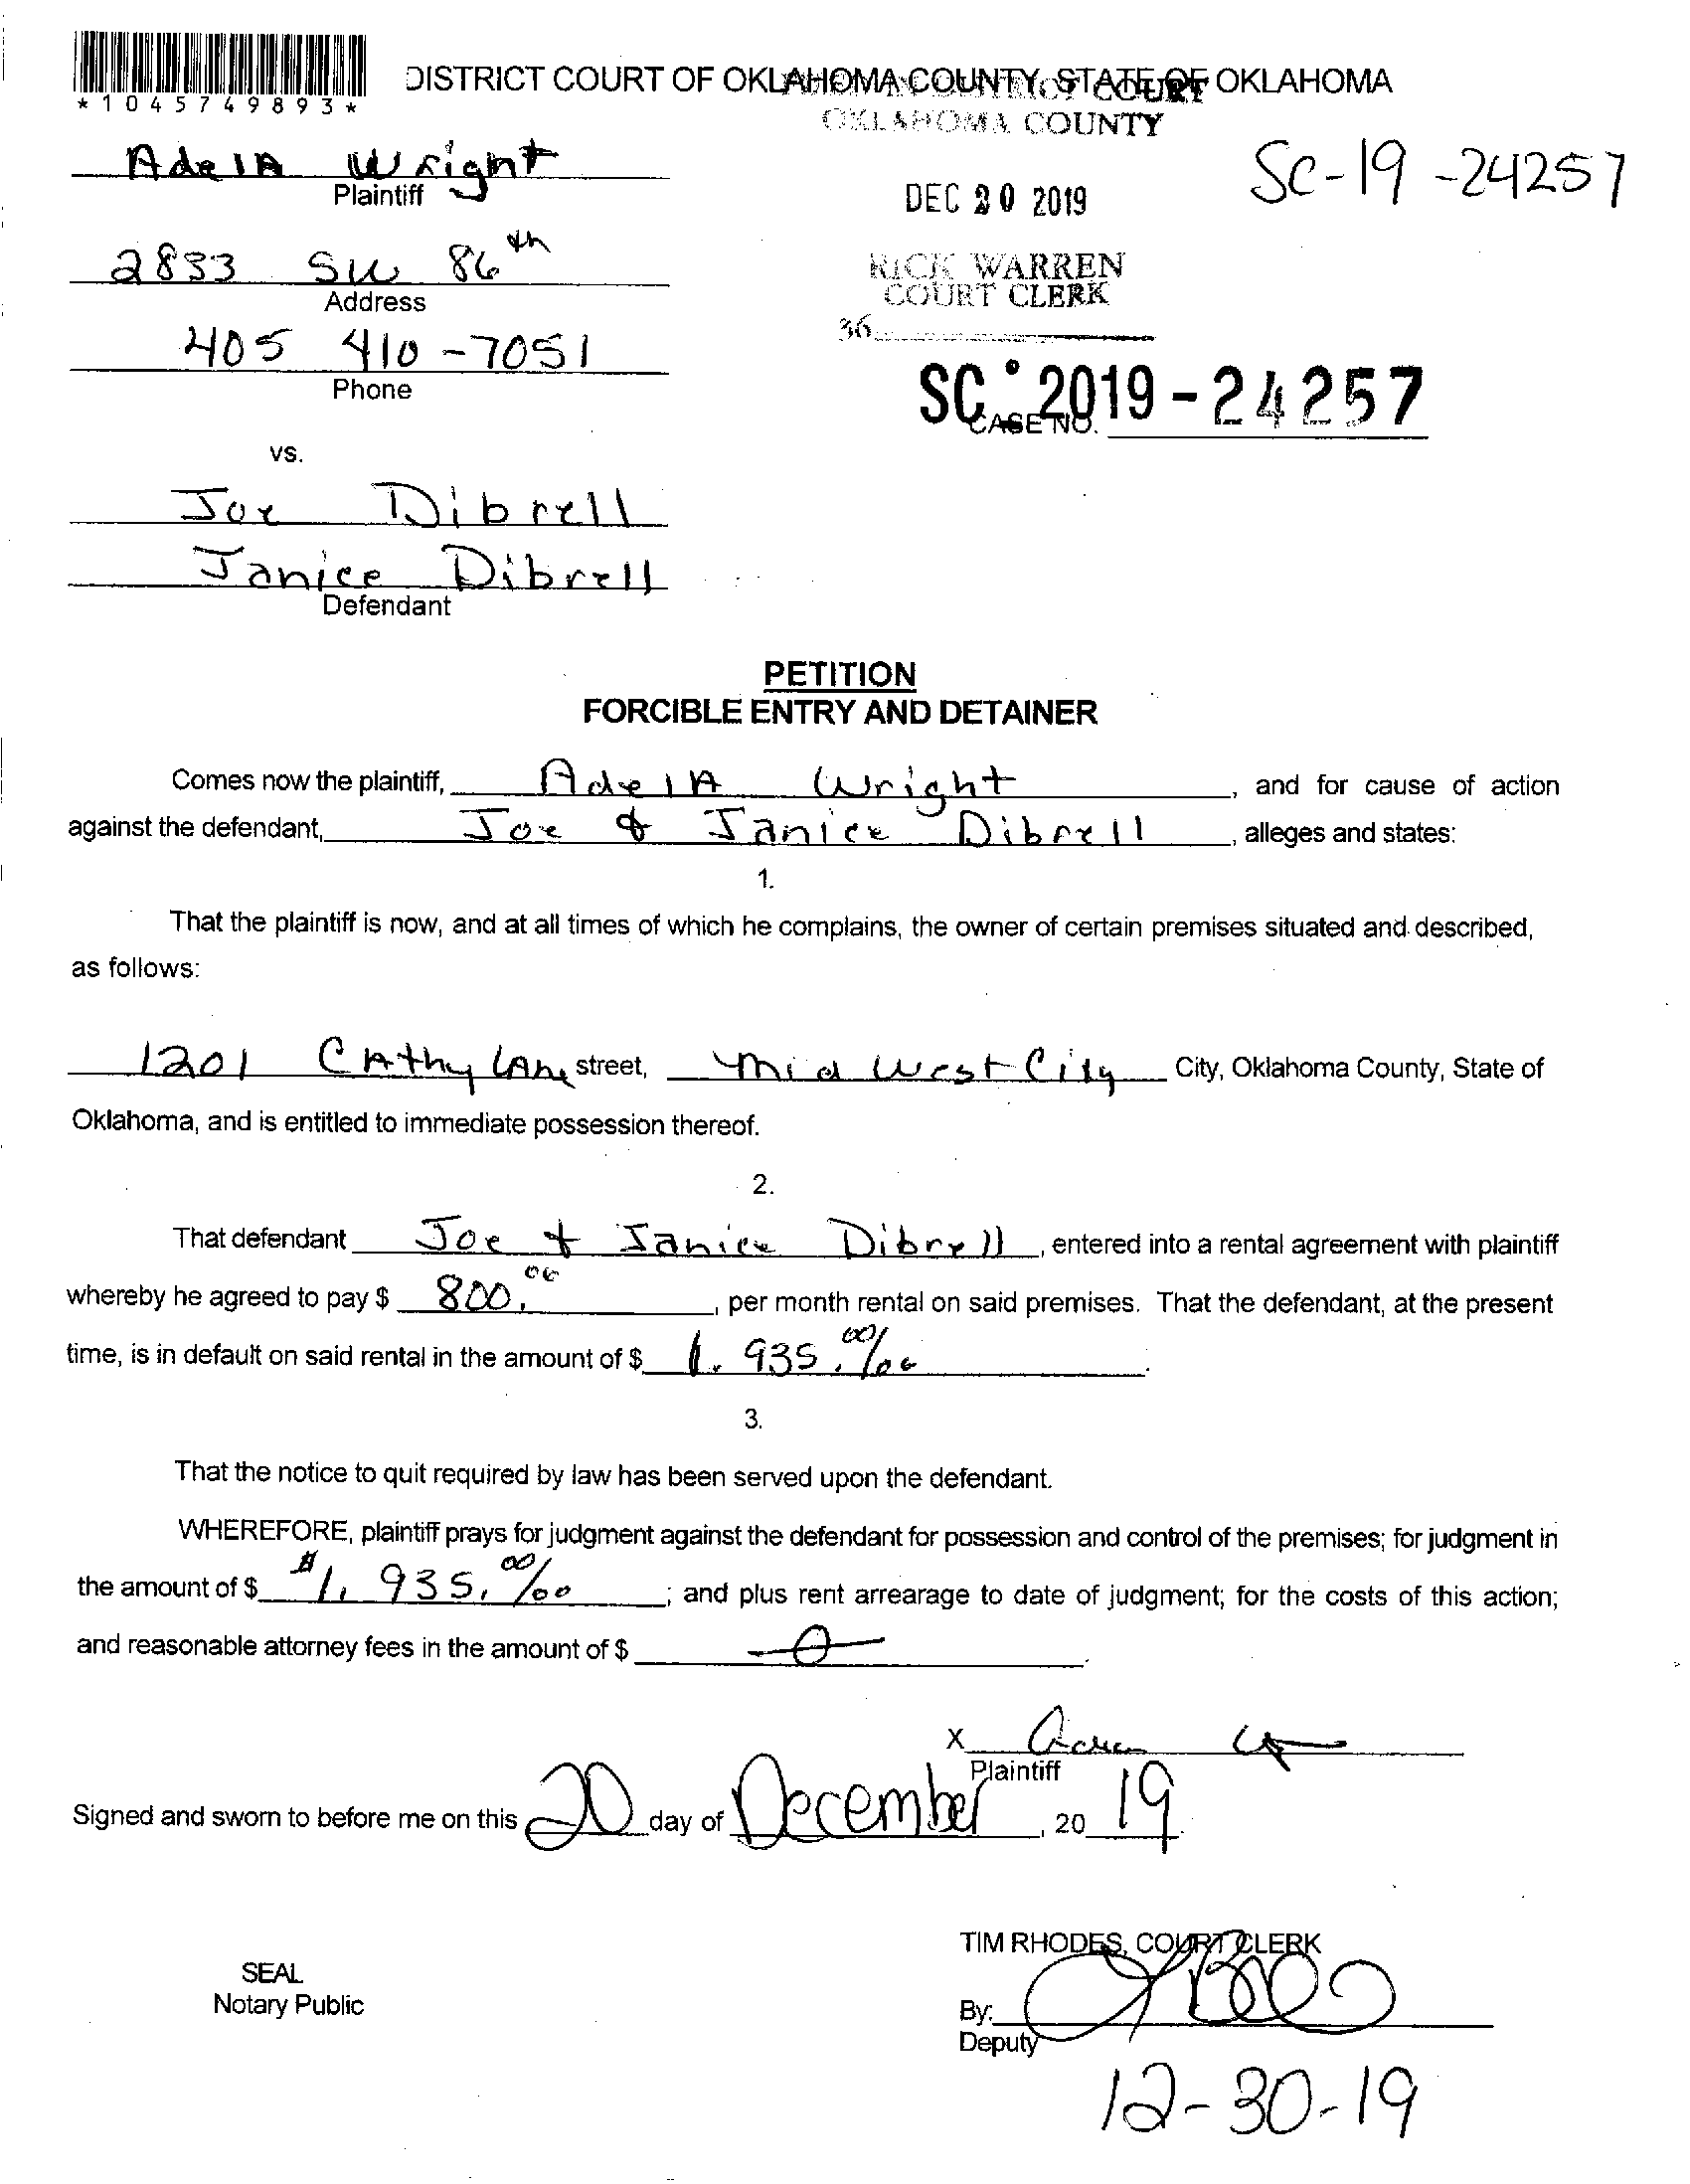 *1045749893*
DISTRICT COURT OF OKLAHOMA COUNTY, STATE OF OKLAHOMA
COURT
OKLAHOMA COUNTY
AdelA Wright
Plaintiff
DEC 20 2019
SC-19-24257
2833 SW 86th
Address
RICK WARREN
COURT CLERK
405 410-7051
Phone
36
SC 2019-24257
CASE NO.
vs.
Joe Dibrell
Janice Dibrell
Defendant
PETITION
FORCIBLE ENTRY AND DETAINER
Comes now the plaintiff, AdelA Wright, and for cause of action
against the defendant, Joe & Janice Dibrell, alleges and states:
1.
That the plaintiff is now, and at all times of which he complains, the owner of certain premises situated and described,
as follows:
1201 CAthy LAne street, Mid West City City, Oklahoma County, State of
Oklahoma, and is entitled to immediate possession thereof.
2.
That defendant Joe + Janice Dibrell, entered into a rental agreement with plaintiff
whereby he agreed to pay $ 800.00, per month rental on said premises. That the defendant, at the present
time, is in default on said rental in the amount of $ 1. 935.00/00.
3.
That the notice to quit required by law has been served upon the defendant.
WHEREFORE, plaintiff prays for judgment against the defendant for possession and control of the premises; for judgment in
the amount of $ $1, 935.00/00; and plus rent arrearage to date of judgment; for the costs of this action;
and reasonable attorney fees in the amount of $ -0-.
X
Plaintiff
Signed and sworn to before me on this 20 day of December, 20 19.
TIM RHODES, COURT CLERK
SEAL
Notary Public
By:
Deputy
12-30-19